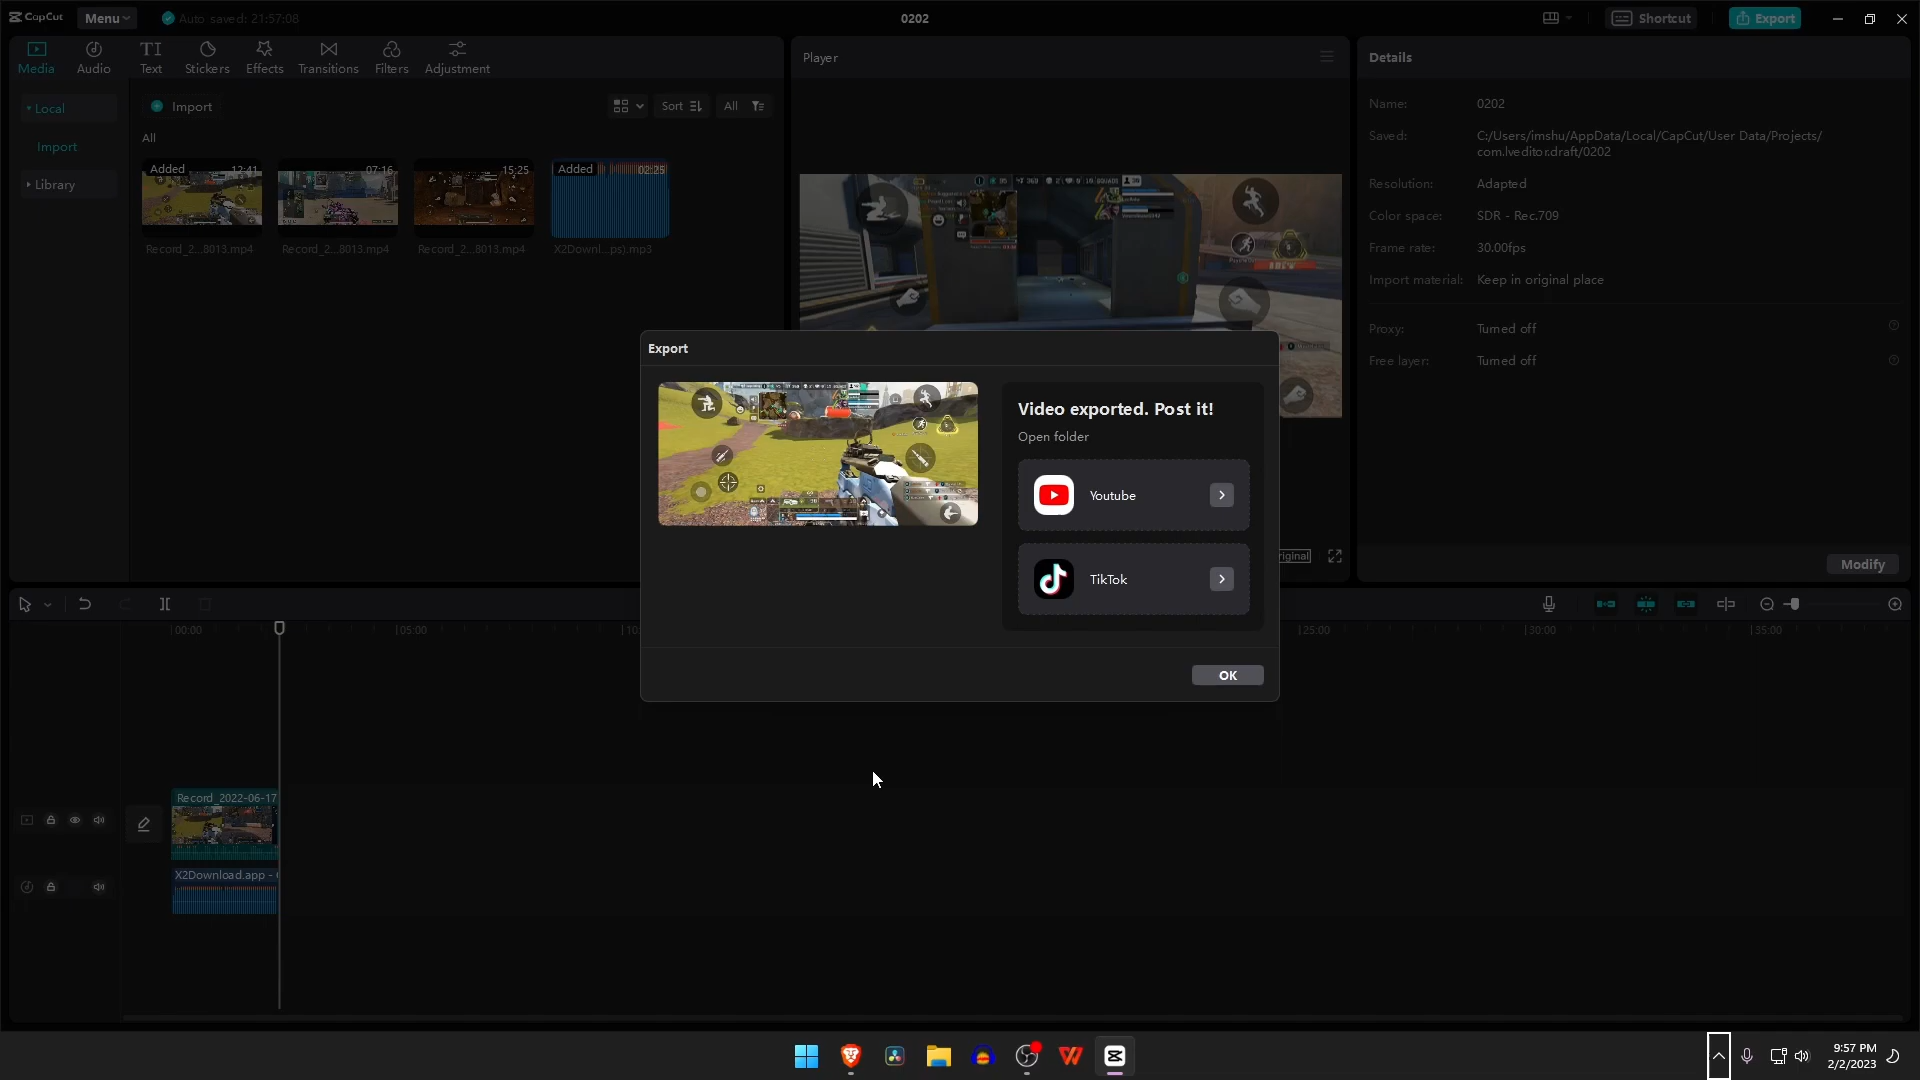 CapCut
Menu
Auto saved: 21:57:08
0202
Shortcut
Export
Media
Audio
TI
Text
Stickers
Effects
Transitions
Filters
Adjustment
Player
Details
Local
Import
Library
Import
Sort
All
All
Added
12:41
07:16
15:25
Added
02:25
Record_2...8013.mp4
Record_2...8013.mp4
Record_2...8013.mp4
X2Downl...ps).mp3
Name:
0202
Saved:
C:/Users/imshu/AppData/Local/CapCut/User Data/Projects/
com.lveditor.draft/0202
Resolution:
Adapted
Color space:
SDR - Rec.709
Frame rate:
30.00fps
Import material:
Keep in original place
Proxy:
Turned off
Free layer:
Turned off
Modify
Export
Video exported. Post it!
Open folder
Youtube
TikTok
OK
riginal
00:00
05:00
10:
25:00
30:00
35:00
Record_2022-06-17
X2Download.app -
9:57 PM
2/2/2023